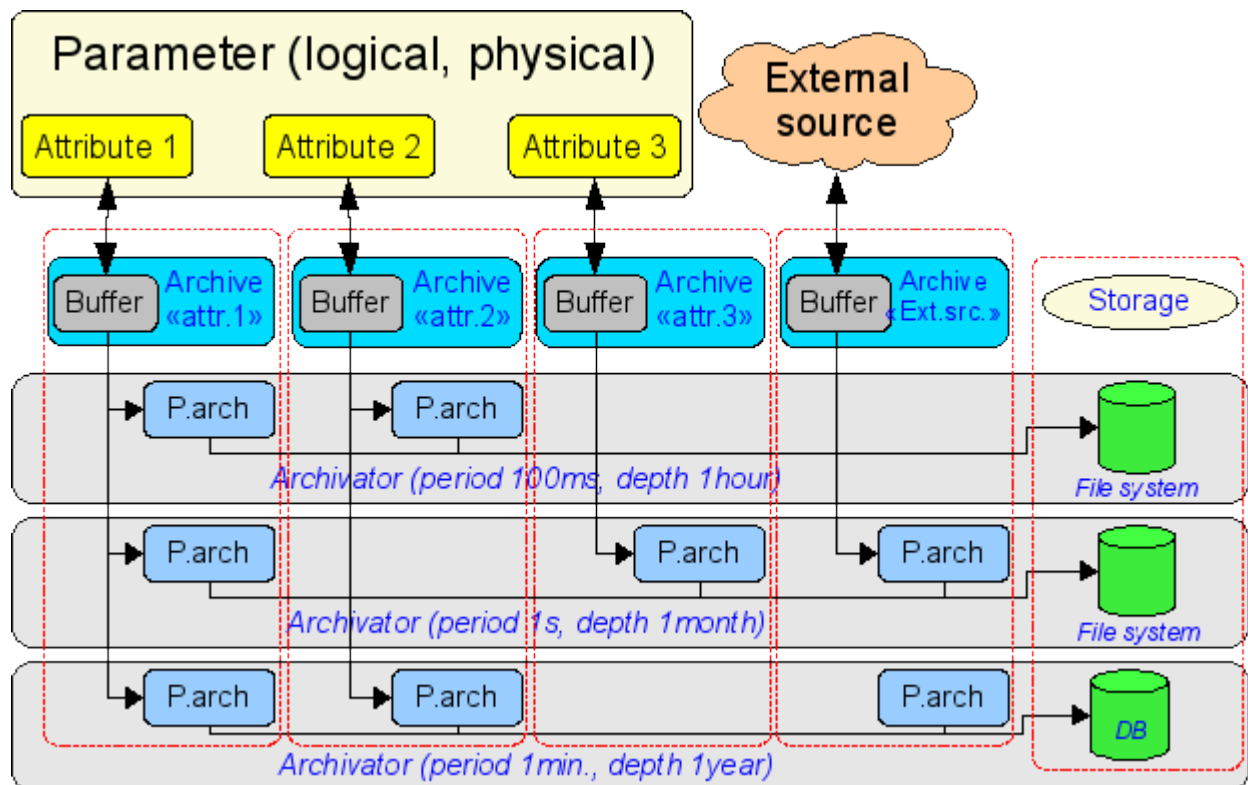 Parameter (logical, physical)
External
source
Attribute 1
Attribute 2
Attribute 3
Buffer
Archive
«attr.1»
Buffer
Archive
«attr.2»
Buffer
Archive
«attr.3»
Buffer
Archive
«Ext.src.»
Storage
P.arch
P.arch
Archivator (period 100ms, depth 1hour)
File system
P.arch
P.arch
P.arch
Archivator (period 1s, depth 1month)
File system
P.arch
P.arch
P.arch
DB
Archivator (period 1min., depth 1year)